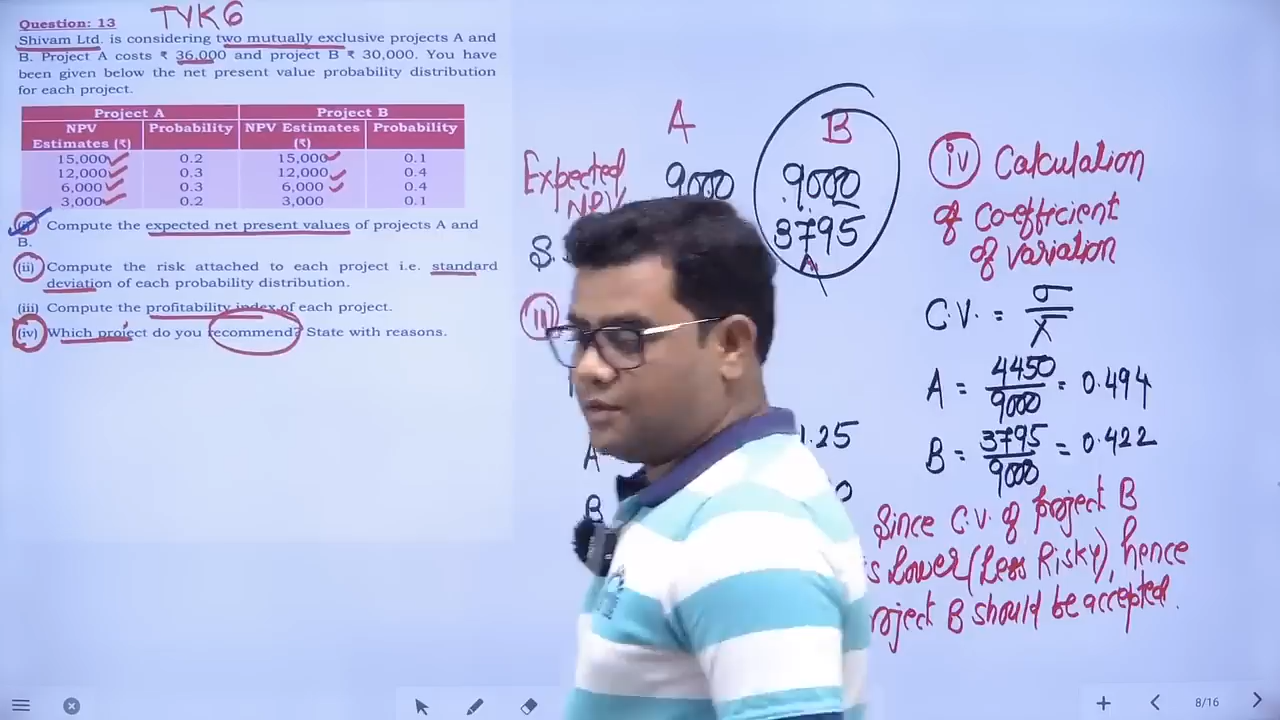 TYK6
Question: 13
Shivam Ltd. is considering two mutually exclusive projects A and
B. Project A costs ₹ 36,000 and project B ₹ 30,000. You have
been given below the net present value probability distribution
for each project.
Project A Project B
NPV Estimates (₹) Probability NPV Estimates (₹) Probability
15,000 0.2 15,000 0.1
12,000 0.3 12,000 0.4
6,000 0.3 6,000 0.4
3,000 0.2 3,000 0.1
(i) Compute the expected net present values of projects A and
B.
(ii) Compute the risk attached to each project i.e. standard
deviation of each probability distribution.
(iii) Compute the profitability index of each project.
(iv) Which project do you recommend? State with reasons.
A B
Expected 9000 9000
NPV
S. 3795
A
B
iv Calculation
of Co-efficient
of variation
C.V. = σ / X
A = 4450 / 9000 = 0.494
B = 3795 / 9000 = 0.422
Since C.V. of project B
is lower (Less Risky), hence
roject B should be accepted.
8/16